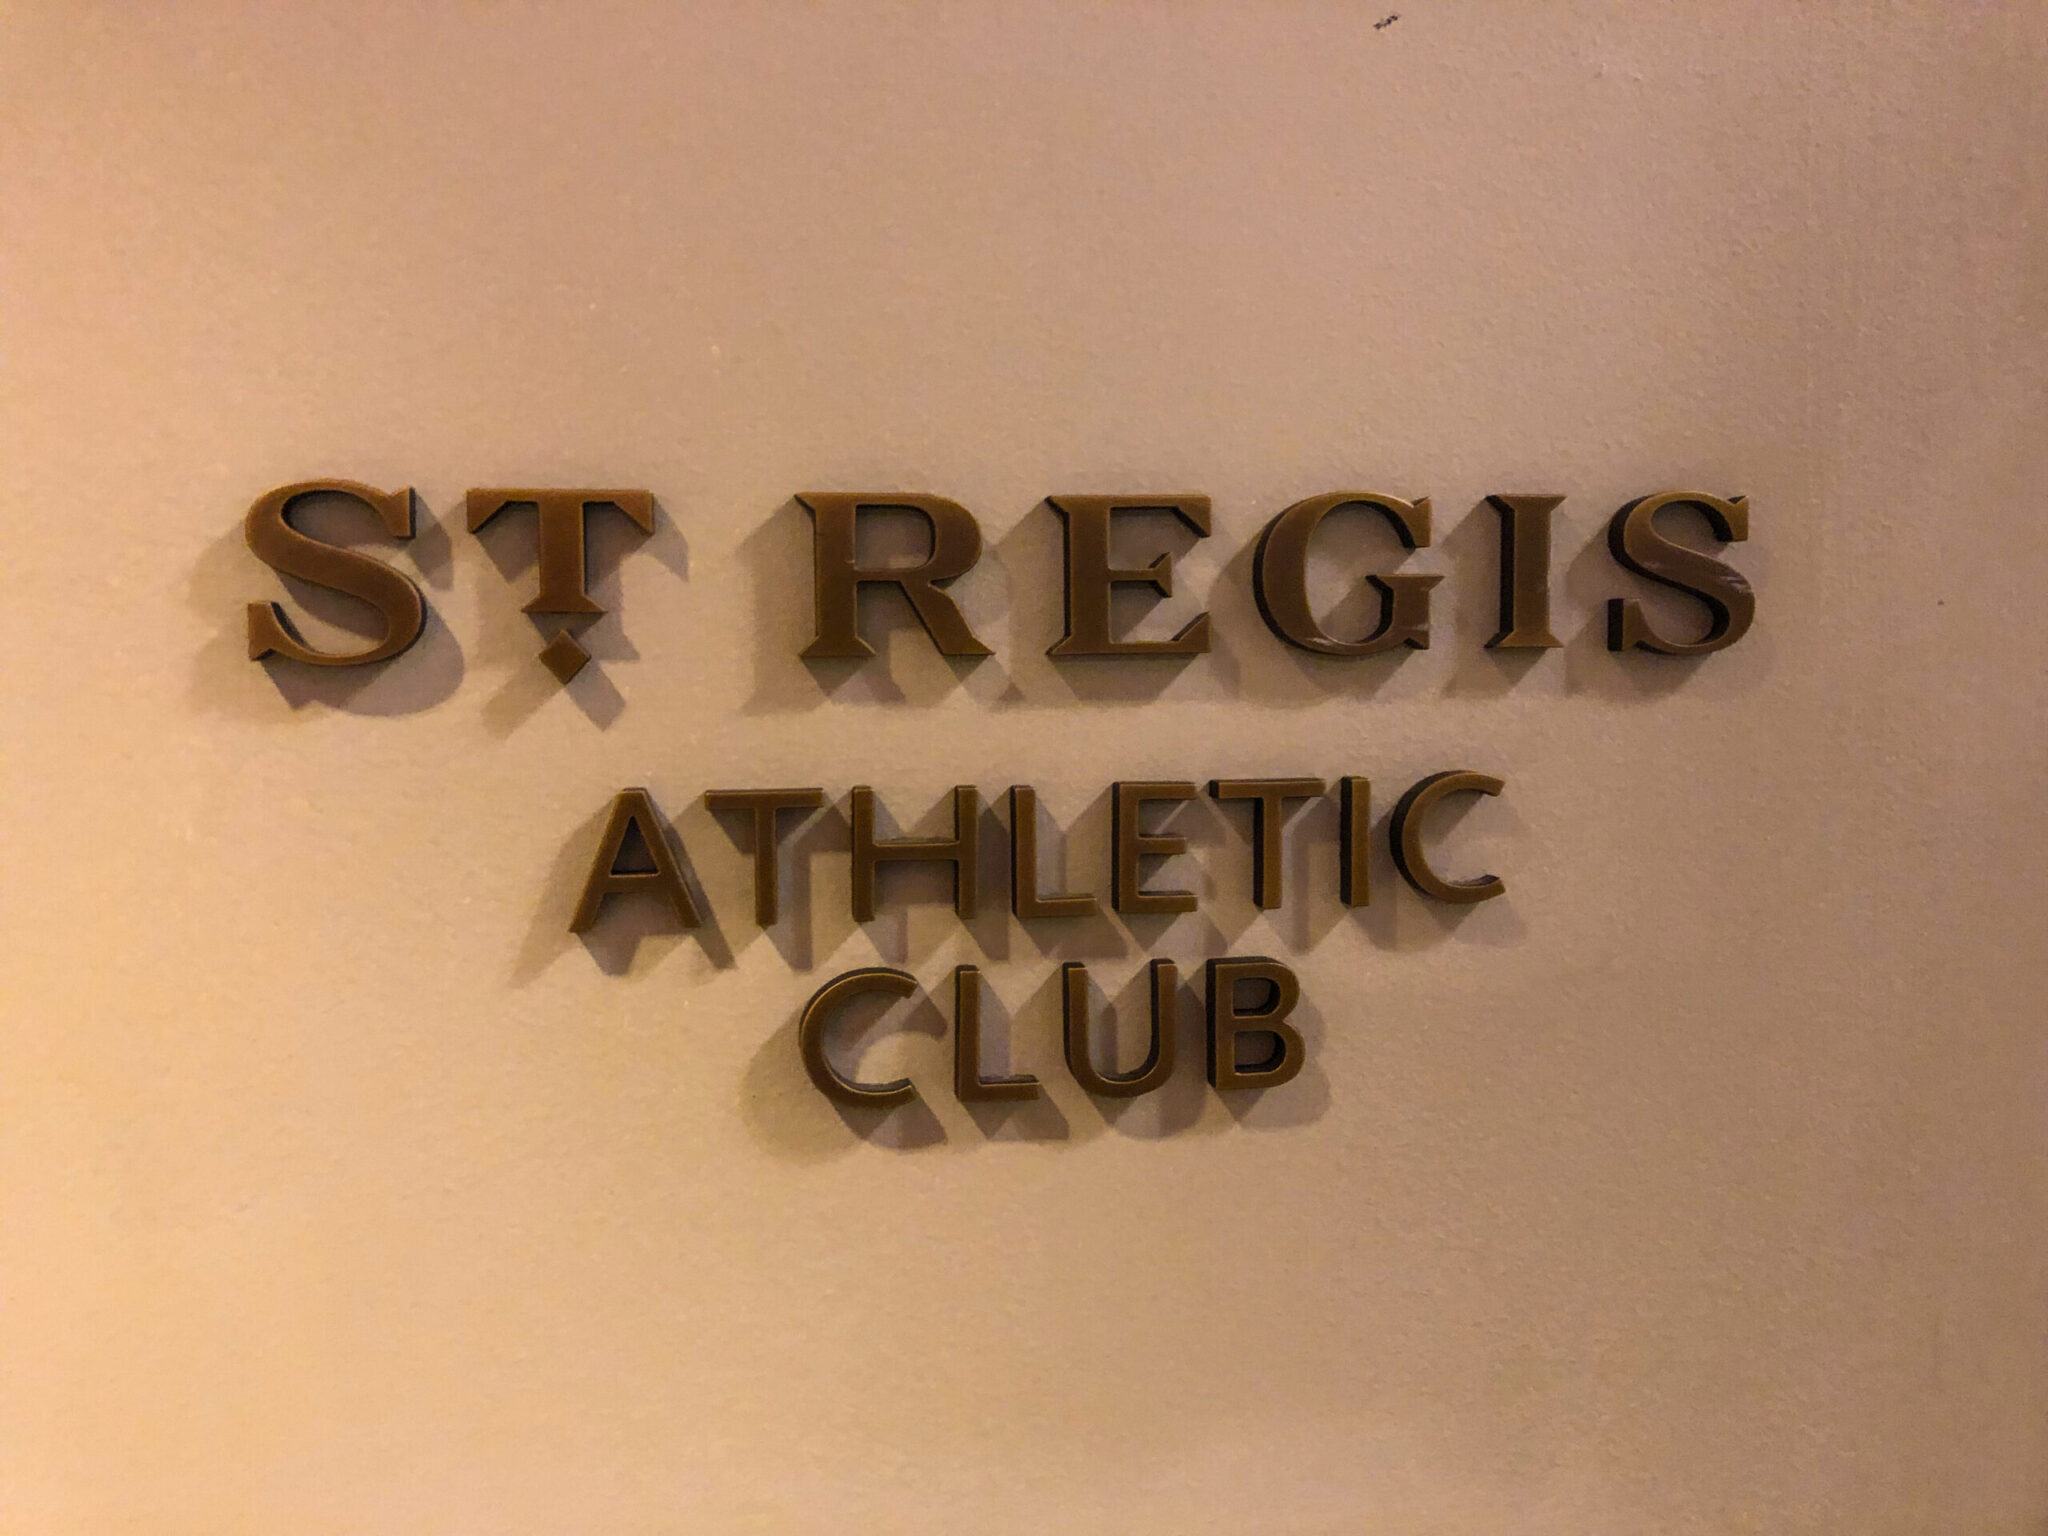 ST. REGIS
ATHLETIC
CLUB